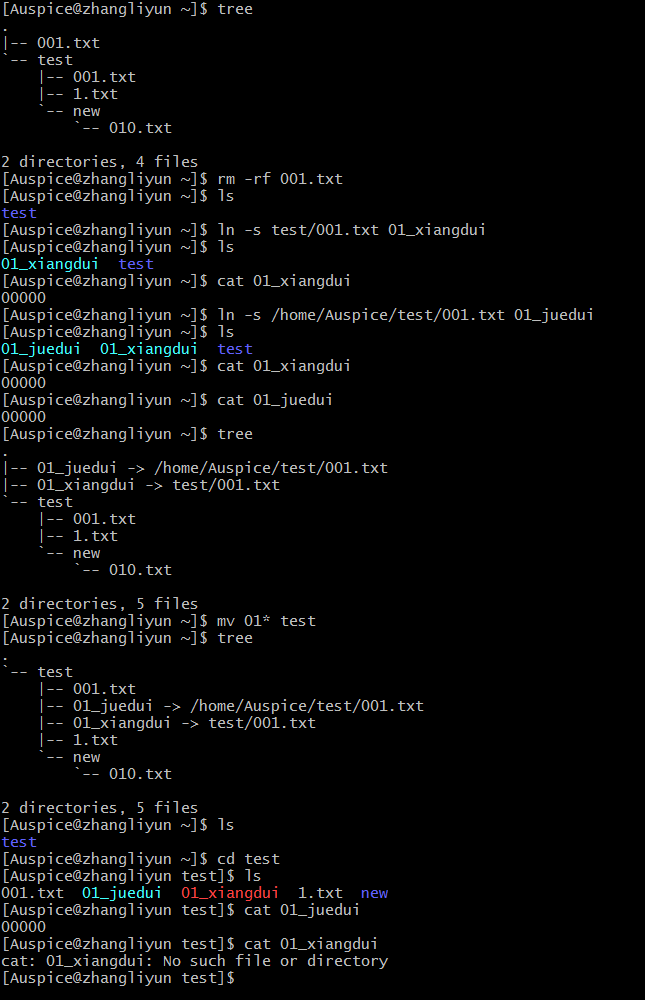 [Auspice@zhangliyun ~]$ tree
.
|-- 001.txt
`-- test
    |-- 001.txt
    |-- 1.txt
    `-- new
        `-- 010.txt

2 directories, 4 files
[Auspice@zhangliyun ~]$ rm -rf 001.txt
[Auspice@zhangliyun ~]$ ls
test
[Auspice@zhangliyun ~]$ ln -s test/001.txt 01_xiangdui
[Auspice@zhangliyun ~]$ ls
01_xiangdui  test
[Auspice@zhangliyun ~]$ cat 01_xiangdui
00000
[Auspice@zhangliyun ~]$ ln -s /home/Auspice/test/001.txt 01_juedui
[Auspice@zhangliyun ~]$ ls
01_juedui  01_xiangdui  test
[Auspice@zhangliyun ~]$ cat 01_xiangdui
00000
[Auspice@zhangliyun ~]$ cat 01_juedui
00000
[Auspice@zhangliyun ~]$ tree
.
|-- 01_juedui -> /home/Auspice/test/001.txt
|-- 01_xiangdui -> test/001.txt
`-- test
    |-- 001.txt
    |-- 1.txt
    `-- new
        `-- 010.txt

2 directories, 5 files
[Auspice@zhangliyun ~]$ mv 01* test
[Auspice@zhangliyun ~]$ tree
.
`-- test
    |-- 001.txt
    |-- 01_juedui -> /home/Auspice/test/001.txt
    |-- 01_xiangdui -> test/001.txt
    |-- 1.txt
    `-- new
        `-- 010.txt

2 directories, 5 files
[Auspice@zhangliyun ~]$ ls
test
[Auspice@zhangliyun ~]$ cd test
[Auspice@zhangliyun test]$ ls
001.txt  01_juedui  01_xiangdui  1.txt  new
[Auspice@zhangliyun test]$ cat 01_juedui
00000
[Auspice@zhangliyun test]$ cat 01_xiangdui
cat: 01_xiangdui: No such file or directory
[Auspice@zhangliyun test]$